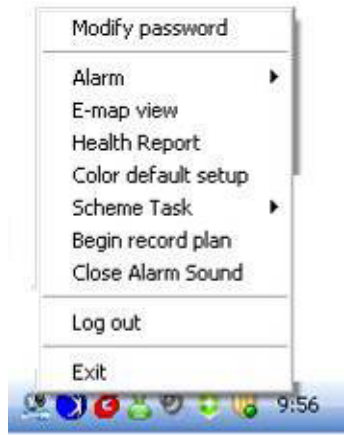 Modify password
Alarm
E-map view
Health Report
Color default setup
Scheme Task
Begin record plan
Close Alarm Sound
Log out
Exit
9:56